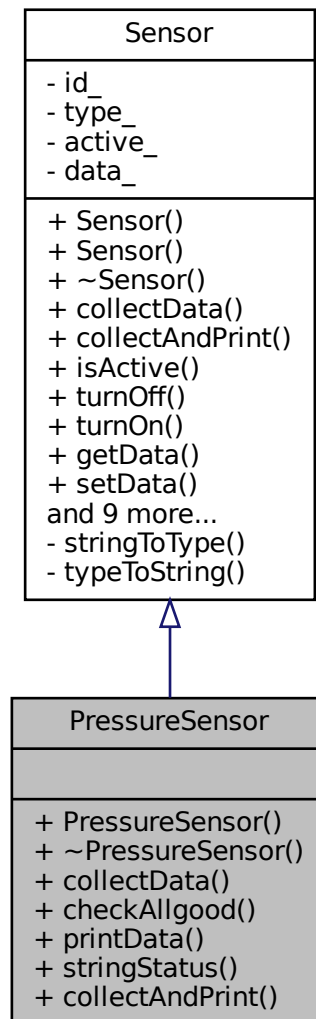 Sensor
- id_
- type_
- active_
- data_
+ Sensor()
+ Sensor()
+ ~Sensor()
+ collectData()
+ collectAndPrint()
+ isActive()
+ turnOff()
+ turnOn()
+ getData()
+ setData()
and 9 more...
- stringToType()
- typeToString()
PressureSensor
+ PressureSensor()
+ ~PressureSensor()
+ collectData()
+ checkAllgood()
+ printData()
+ stringStatus()
+ collectAndPrint()